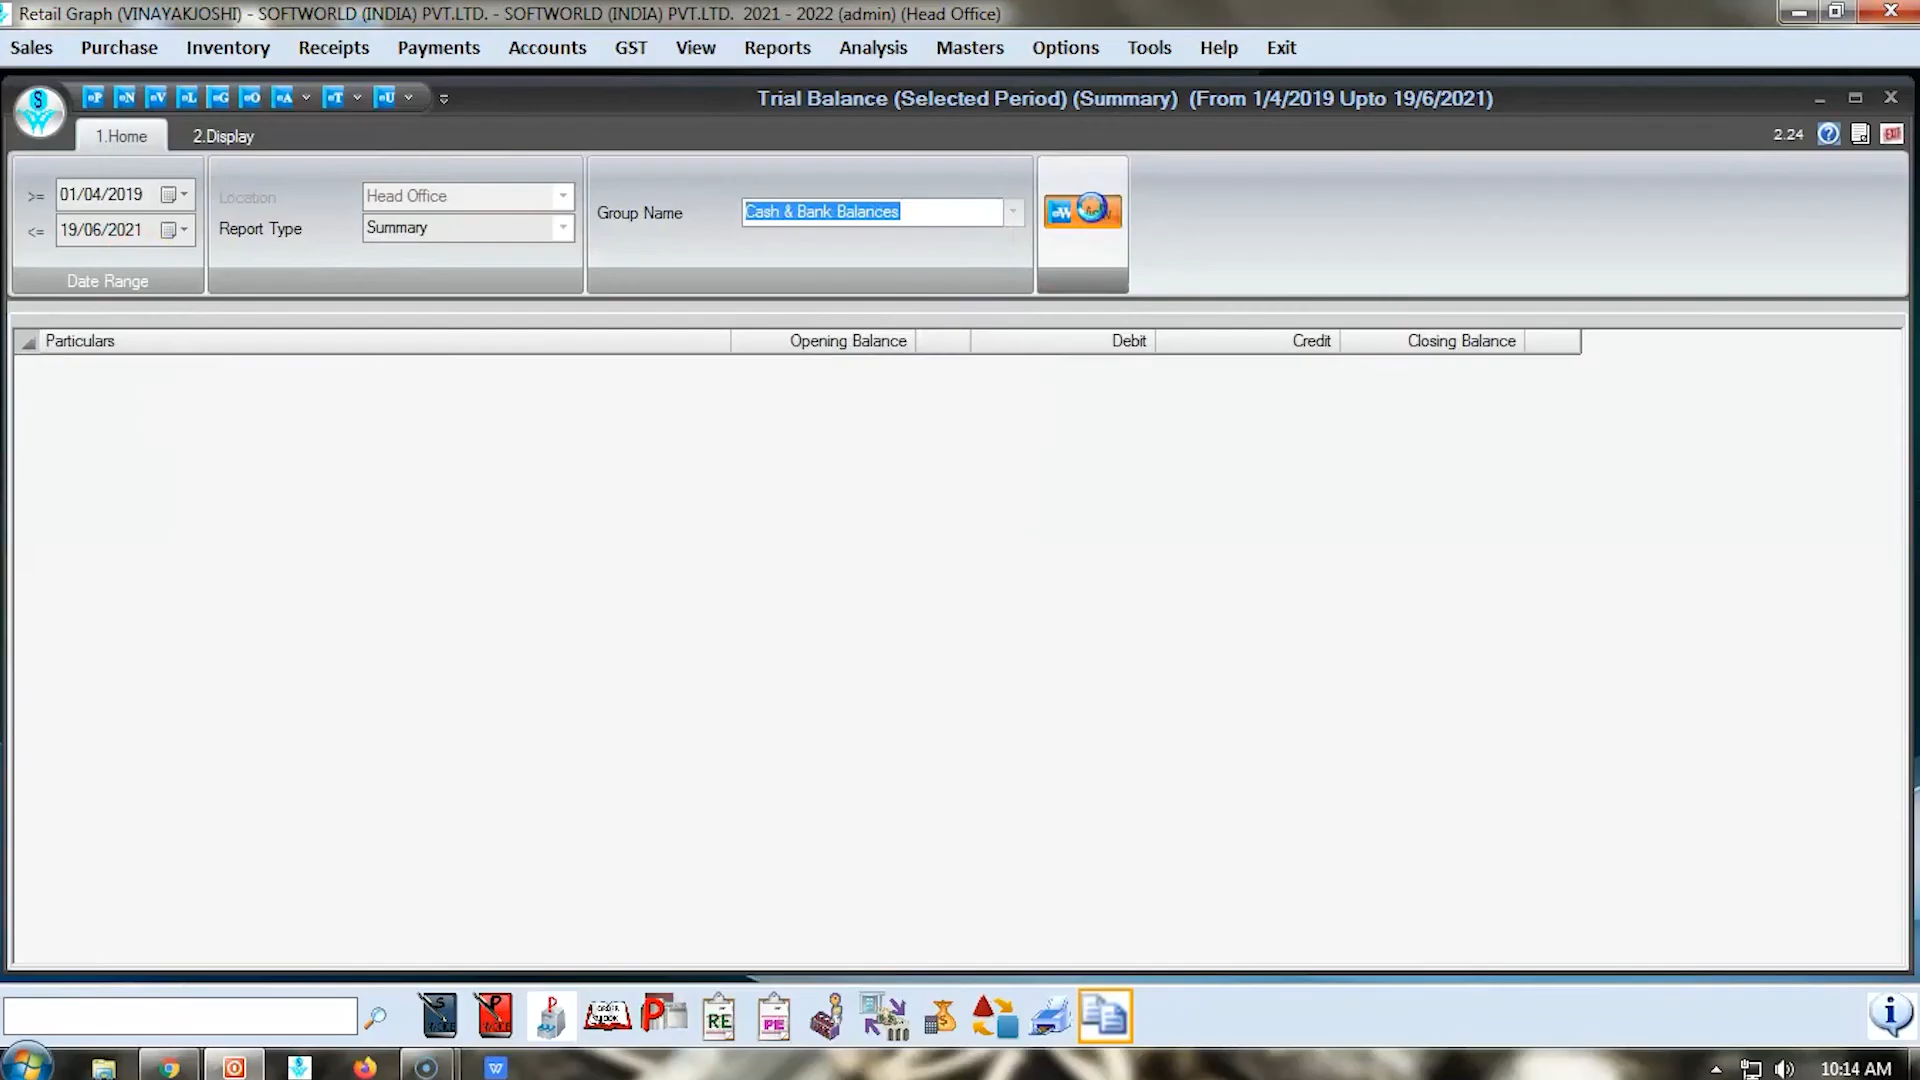 Retail Graph (VINAYAKJOSHI) - SOFTWORLD (INDIA) PVT.LTD. - SOFTWORLD (INDIA) PVT.LTD.  2021 - 2022 (admin) (Head Office)
Sales Purchase Inventory Receipts Payments Accounts GST View Reports Analysis Masters Options Tools Help Exit
Trial Balance (Selected Period) (Summary)  (From 1/4/2019 Upto 19/6/2021)
1.Home 2.Display 2.24 EXIT
>= 01/04/2019 Location Head Office
Group Name Cash & Bank Balances
<= 19/06/2021 Report Type Summary
Date Range
Particulars Opening Balance Debit Credit Closing Balance
RE PE
10:14 AM